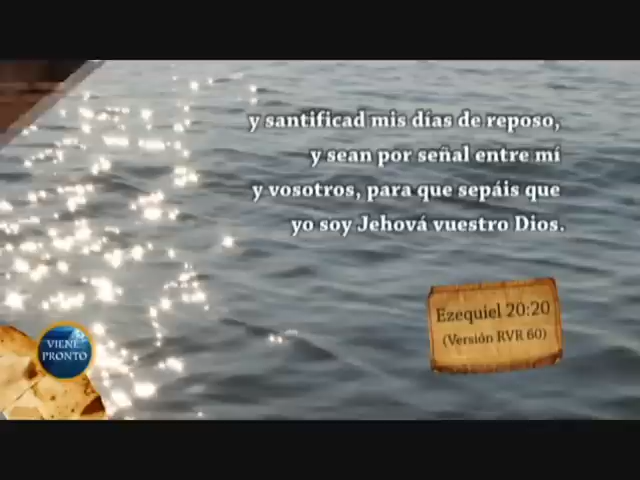 y santificad mis días de reposo,
y sean por señal entre mí
y vosotros, para que sepáis que
yo soy Jehová vuestro Dios.
Ezequiel 20:20
(Versión RVR 60)
VIENE
PRONTO